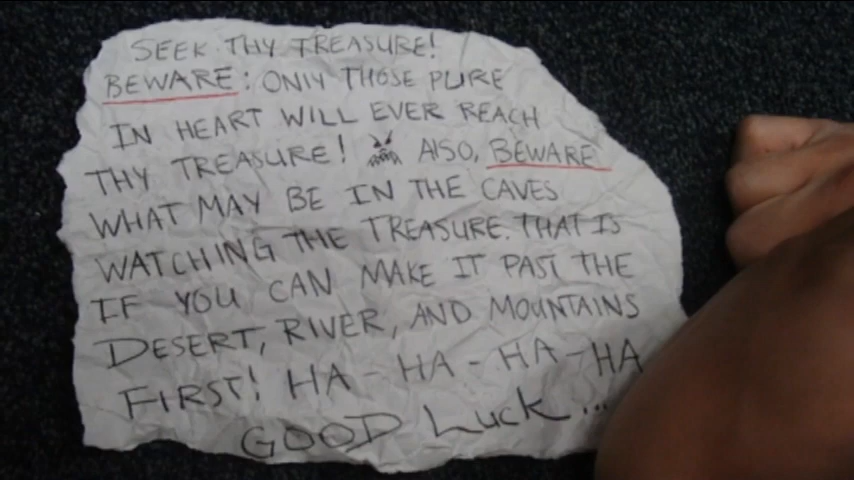 SEEK THY TREASURE!
BEWARE: ONLY THOSE PURE
IN HEART WILL EVER REACH
THY TREASURE! ALSO, BEWARE
WHAT MAY BE IN THE CAVES
WATCHING THE TREASURE. THAT IS
IF YOU CAN MAKE IT PAST THE
DESERT, RIVER, AND MOUNTAINS
FIRST! HA - HA - HA - HA
GOOD LUCK...